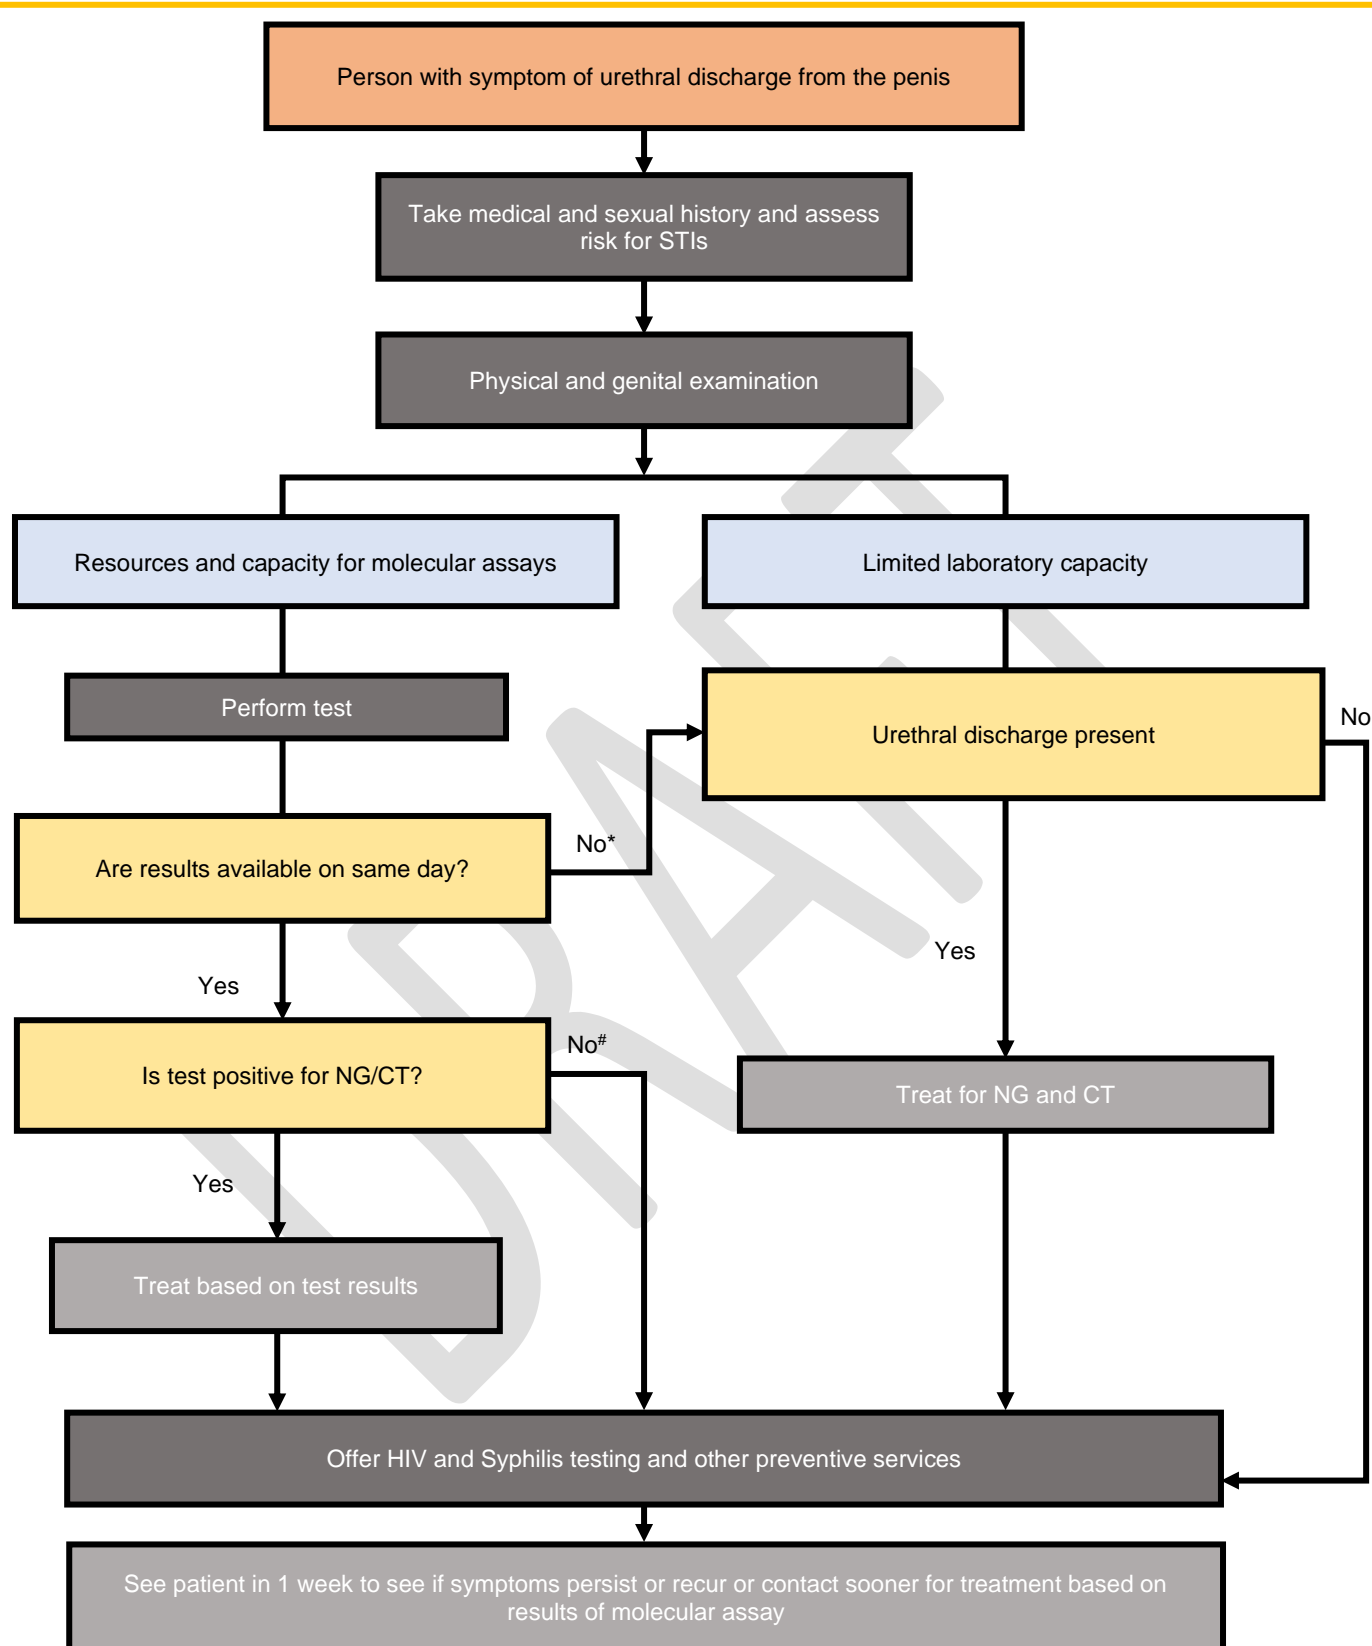 Person with symptom of urethral discharge from the penis
Take medical and sexual history and assess
risk for STIs
Physical and genital examination
Resources and capacity for molecular assays
Limited laboratory capacity
Perform test
Urethral discharge present
No
Are results available on same day?
No*
Yes
Yes
Is test positive for NG/CT?
No#
Treat for NG and CT
Yes
Treat based on test results
Offer HIV and Syphilis testing and other preventive services
See patient in 1 week to see if symptoms persist or recur or contact sooner for treatment based on
results of molecular assay
DRAFT